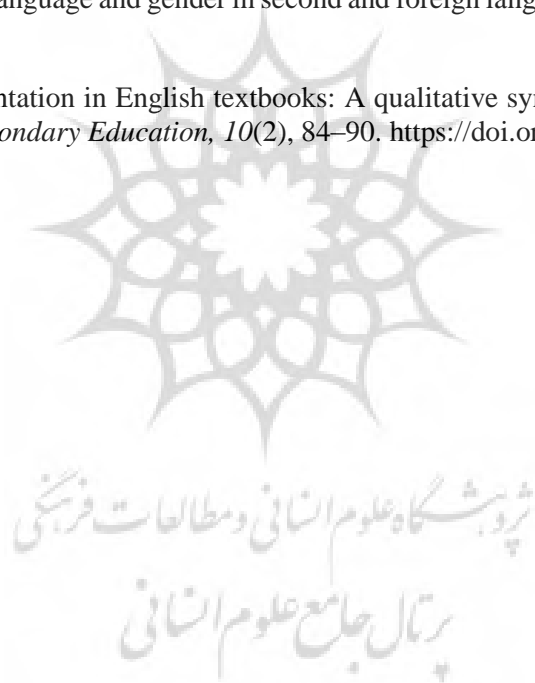 anguage and gender in second and foreign lang
ntation in English textbooks: A qualitative syn
ondary Education, 10(2), 84–90. https://doi.or
پژوهشگاه علوم انسانی و مطالعات فرهنگی
پرتال جامع علوم انسانی